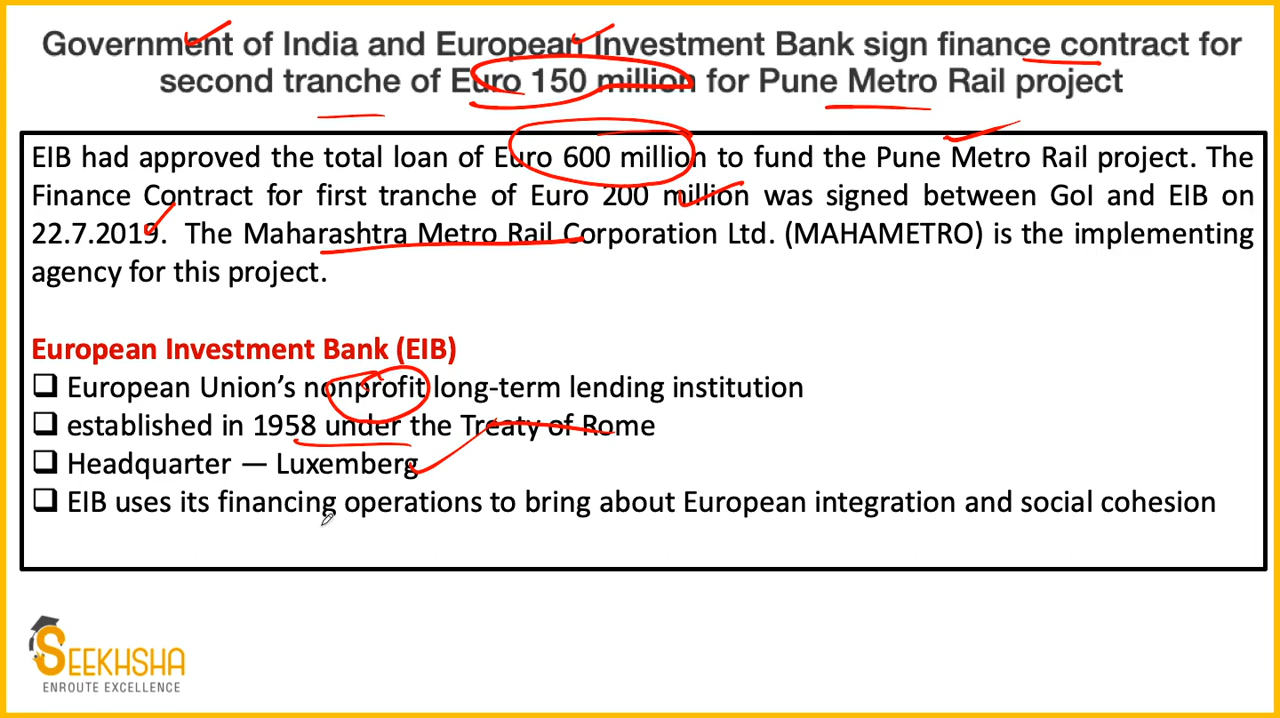 Government of India and European Investment Bank sign finance contract for
second tranche of Euro 150 million for Pune Metro Rail project
EIB had approved the total loan of Euro 600 million to fund the Pune Metro Rail project. The
Finance Contract for first tranche of Euro 200 million was signed between GoI and EIB on
22.7.2019. The Maharashtra Metro Rail Corporation Ltd. (MAHAMETRO) is the implementing
agency for this project.
European Investment Bank (EIB)
❑ European Union's nonprofit long-term lending institution
❑ established in 1958 under the Treaty of Rome
❑ Headquarter — Luxemberg
❑ EIB uses its financing operations to bring about European integration and social cohesion
SEEKHSHA
ENROUTE EXCELLENCE